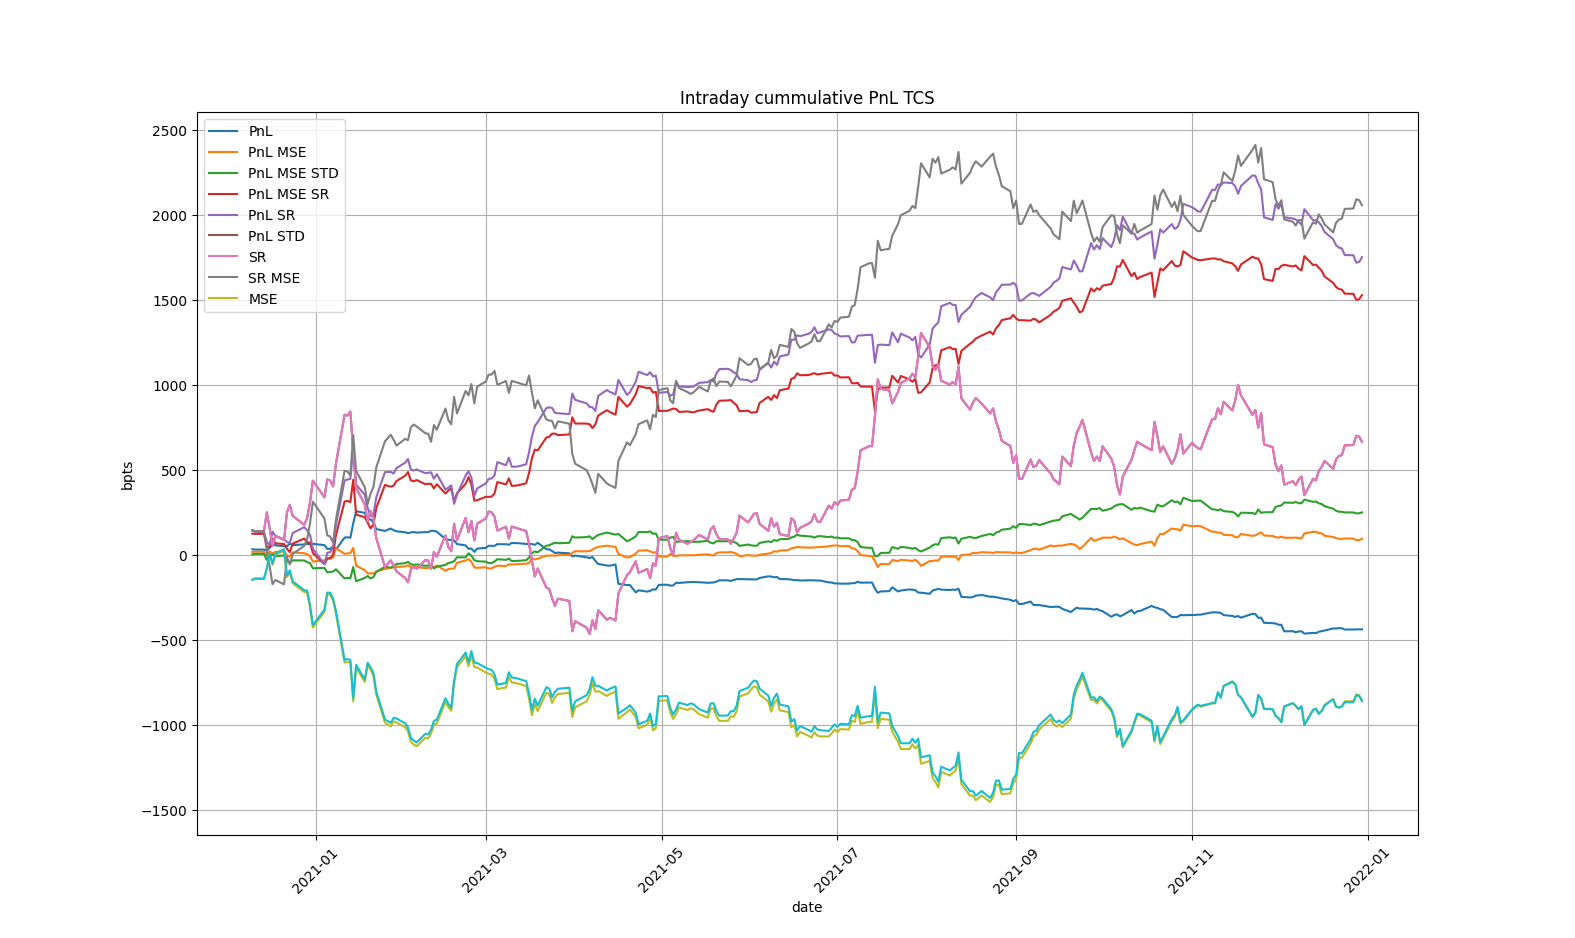 Intraday cummulative PnL TCS
PnL
PnL MSE
PnL MSE STD
PnL MSE SR
PnL SR
PnL STD
SR
SR MSE
MSE
2500
2000
1500
1000
500
0
−500
−1000
−1500
bpts
2021-01
2021-03
2021-05
2021-07
2021-09
2021-11
2022-01
date